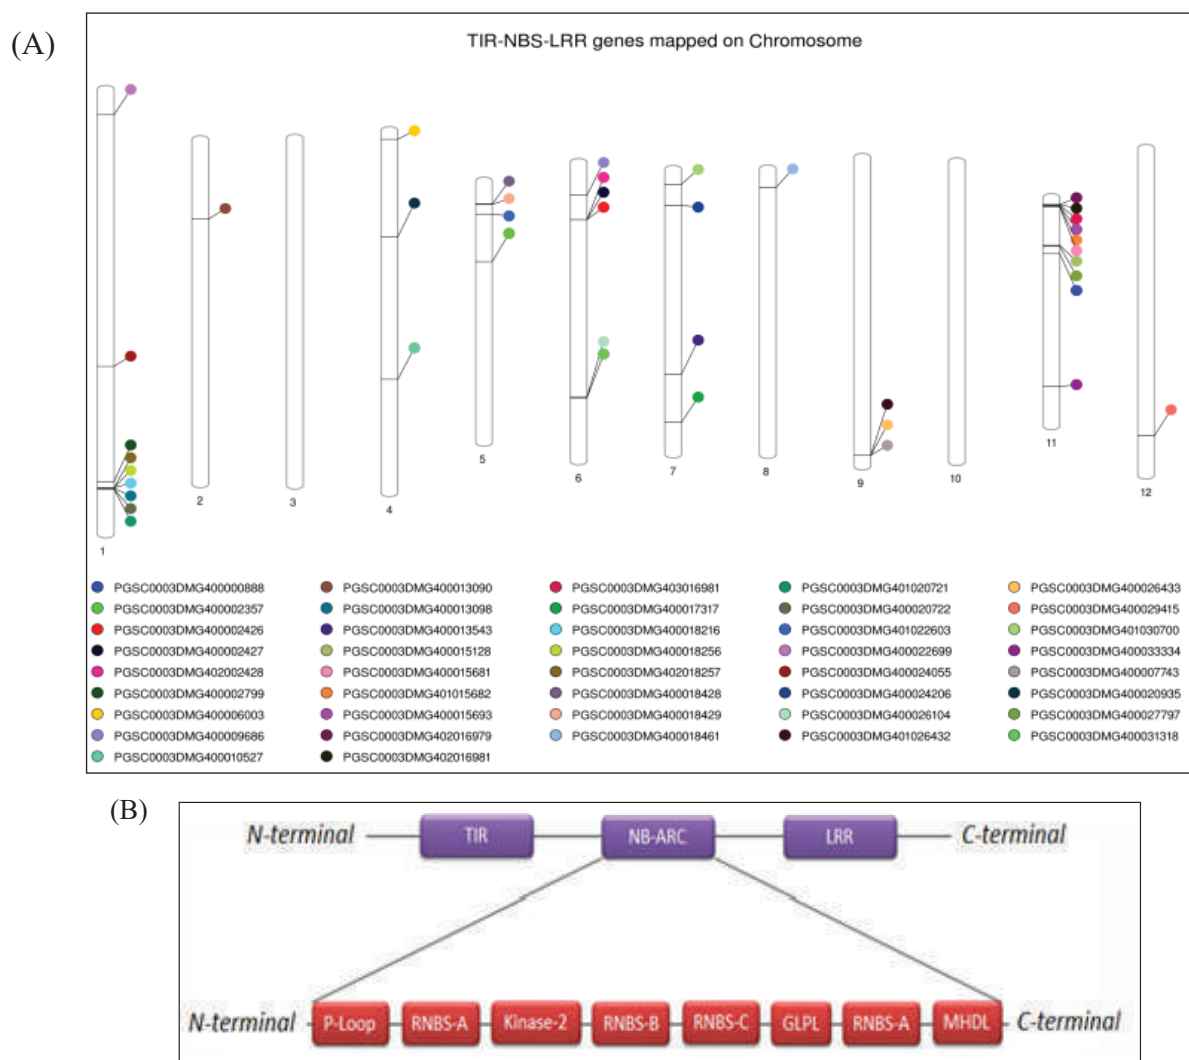 (A)
TIR-NBS-LRR genes mapped on Chromosome
1
2
3
4
5
6
7
8
9
10
11
12
PGSC0003DMG400000888 PGSC0003DMG400013090 PGSC0003DMG403016981 PGSC0003DMG401020721 PGSC0003DMG400026433
PGSC0003DMG400002357 PGSC0003DMG400013098 PGSC0003DMG400017317 PGSC0003DMG400020722 PGSC0003DMG400029415
PGSC0003DMG400002426 PGSC0003DMG400013543 PGSC0003DMG400018216 PGSC0003DMG401022603 PGSC0003DMG401030700
PGSC0003DMG400002427 PGSC0003DMG400015128 PGSC0003DMG400018256 PGSC0003DMG400022699 PGSC0003DMG400033334
PGSC0003DMG402002428 PGSC0003DMG400015681 PGSC0003DMG402018257 PGSC0003DMG400024055 PGSC0003DMG400007743
PGSC0003DMG400002799 PGSC0003DMG401015682 PGSC0003DMG400018428 PGSC0003DMG400024206 PGSC0003DMG400020935
PGSC0003DMG400006003 PGSC0003DMG400015693 PGSC0003DMG400018429 PGSC0003DMG400026104 PGSC0003DMG400027797
PGSC0003DMG400009686 PGSC0003DMG402016979 PGSC0003DMG400018461 PGSC0003DMG401026432 PGSC0003DMG400031318
PGSC0003DMG400010527 PGSC0003DMG402016981
(B)
N-terminal TIR NB-ARC LRR C-terminal
N-terminal P-Loop RNBS-A Kinase-2 RNBS-B RNBS-C GLPL RNBS-A MHDL C-terminal